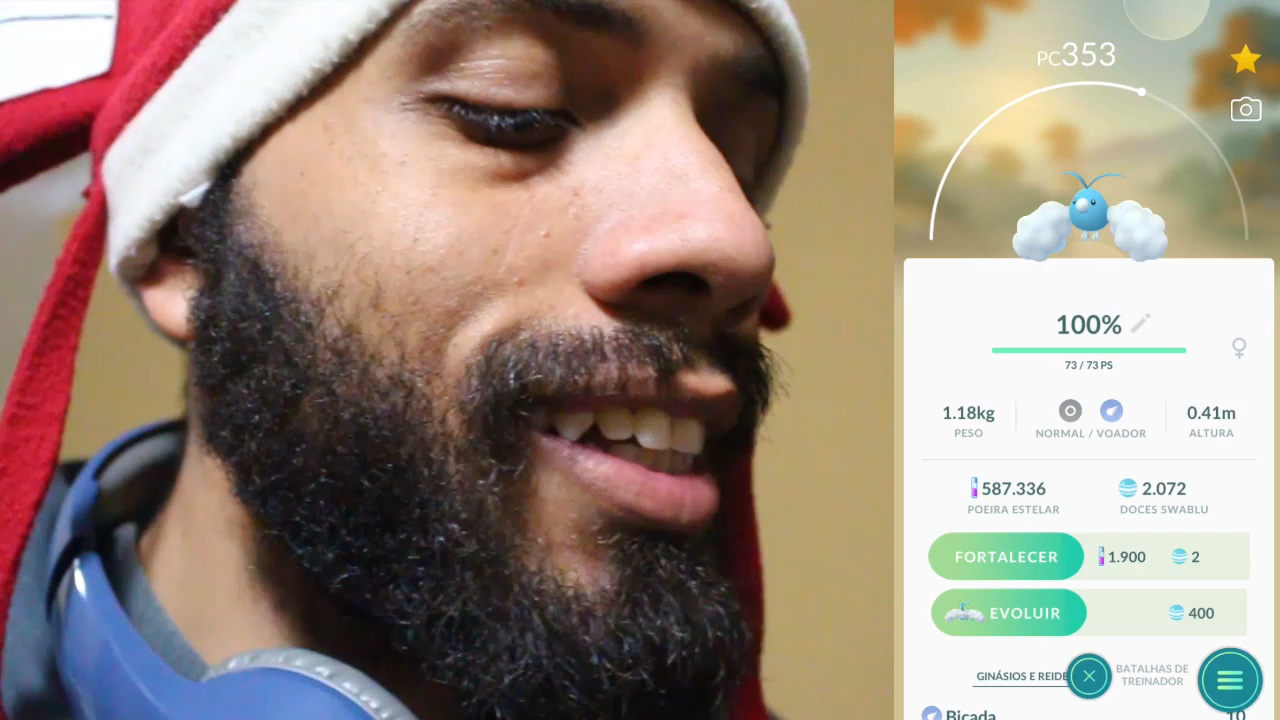 PC353
100%
73 / 73 PS
1.18kg
PESO
NORMAL / VOADOR
0.41m
ALTURA
587.336
POEIRA ESTELAR
2.072
DOCES SWABLU
FORTALECER
1.900
2
EVOLUIR
400
GINÁSIOS E REIDE
BATALHAS DE
TREINADOR
Bicada
10